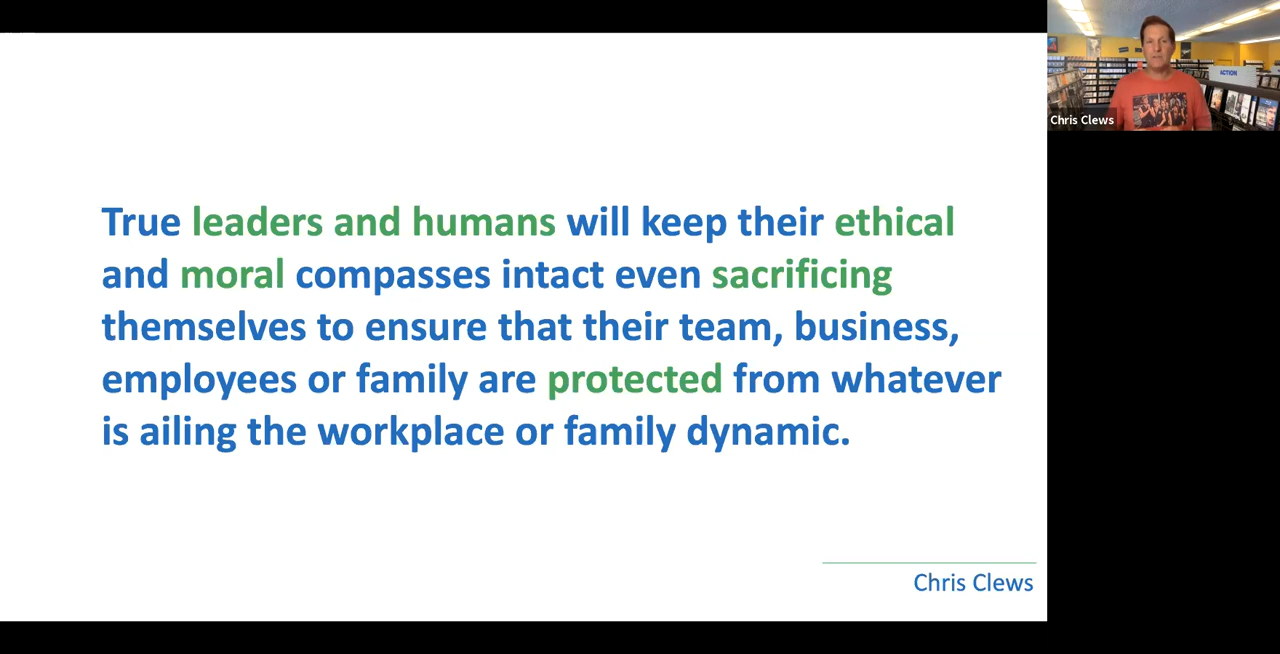 True leaders and humans will keep their ethical
and moral compasses intact even sacrificing
themselves to ensure that their team, business,
employees or family are protected from whatever
is ailing the workplace or family dynamic.
Chris Clews
ACTION
Chris Clews